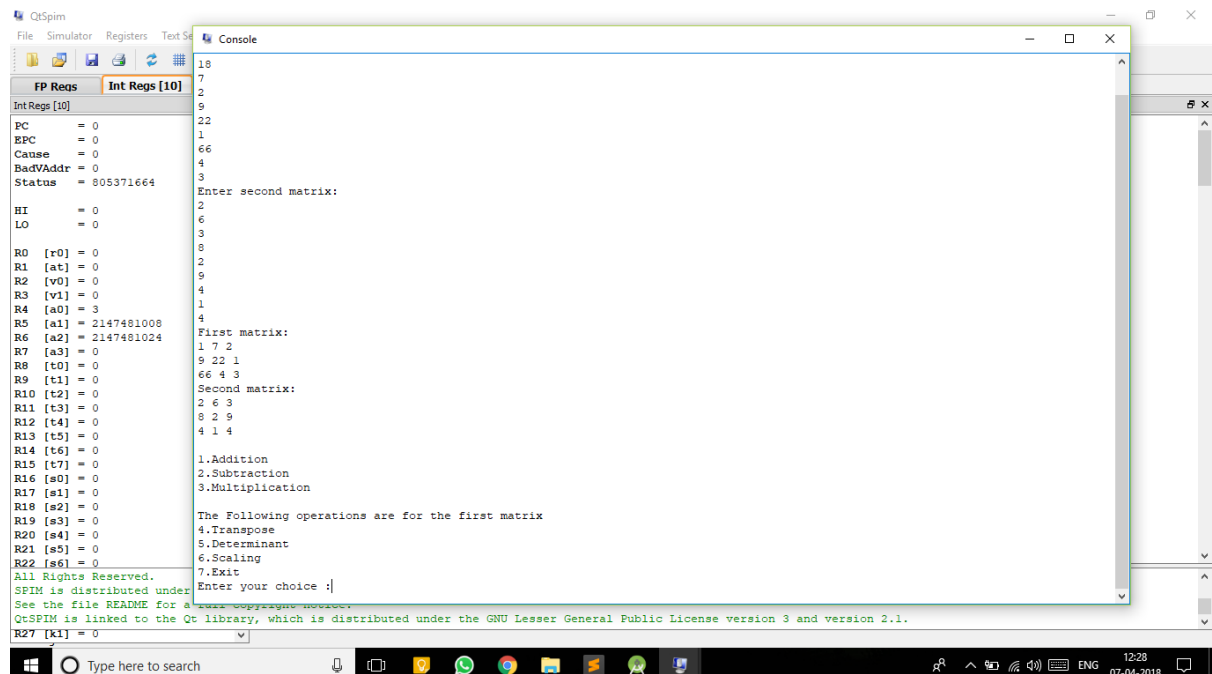 QtSpim
File Simulator Registers Text Se
FP Regs Int Regs [10]
Int Regs [10]
PC = 0
EPC = 0
Cause = 0
BadVAddr = 0
Status = 805371664
HI = 0
LO = 0
R0 [r0] = 0
R1 [at] = 0
R2 [v0] = 0
R3 [v1] = 0
R4 [a0] = 3
R5 [a1] = 2147481008
R6 [a2] = 2147481024
R7 [a3] = 0
R8 [t0] = 0
R9 [t1] = 0
R10 [t2] = 0
R11 [t3] = 0
R12 [t4] = 0
R13 [t5] = 0
R14 [t6] = 0
R15 [t7] = 0
R16 [s0] = 0
R17 [s1] = 0
R18 [s2] = 0
R19 [s3] = 0
R20 [s4] = 0
R21 [s5] = 0
R22 [s6] = 0
Console
18
7
2
9
22
1
66
4
3
Enter second matrix:
2
6
3
8
2
9
4
1
4
First matrix:
1 7 2
9 22 1
66 4 3
Second matrix:
2 6 3
8 2 9
4 1 4
1.Addition
2.Subtraction
3.Multiplication
The Following operations are for the first matrix
4.Transpose
5.Determinant
6.Scaling
7.Exit
Enter your choice :
All Rights Reserved.
SPIM is distributed under
See the file README for a full copyright notice.
QtSPIM is linked to the Qt library, which is distributed under the GNU Lesser General Public License version 3 and version 2.1.
R27 [k1] = 0
Type here to search
ENG
12:28
07-04-2018